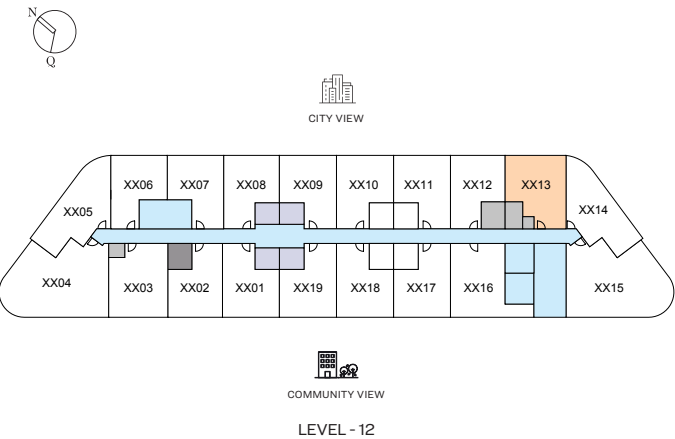 N
Q
CITY VIEW
XX06 XX07 XX08 XX09 XX10 XX11 XX12 XX13
XX05 XX14
XX04 XX03 XX02 XX01 XX19 XX18 XX17 XX16 XX15
COMMUNITY VIEW
LEVEL - 12